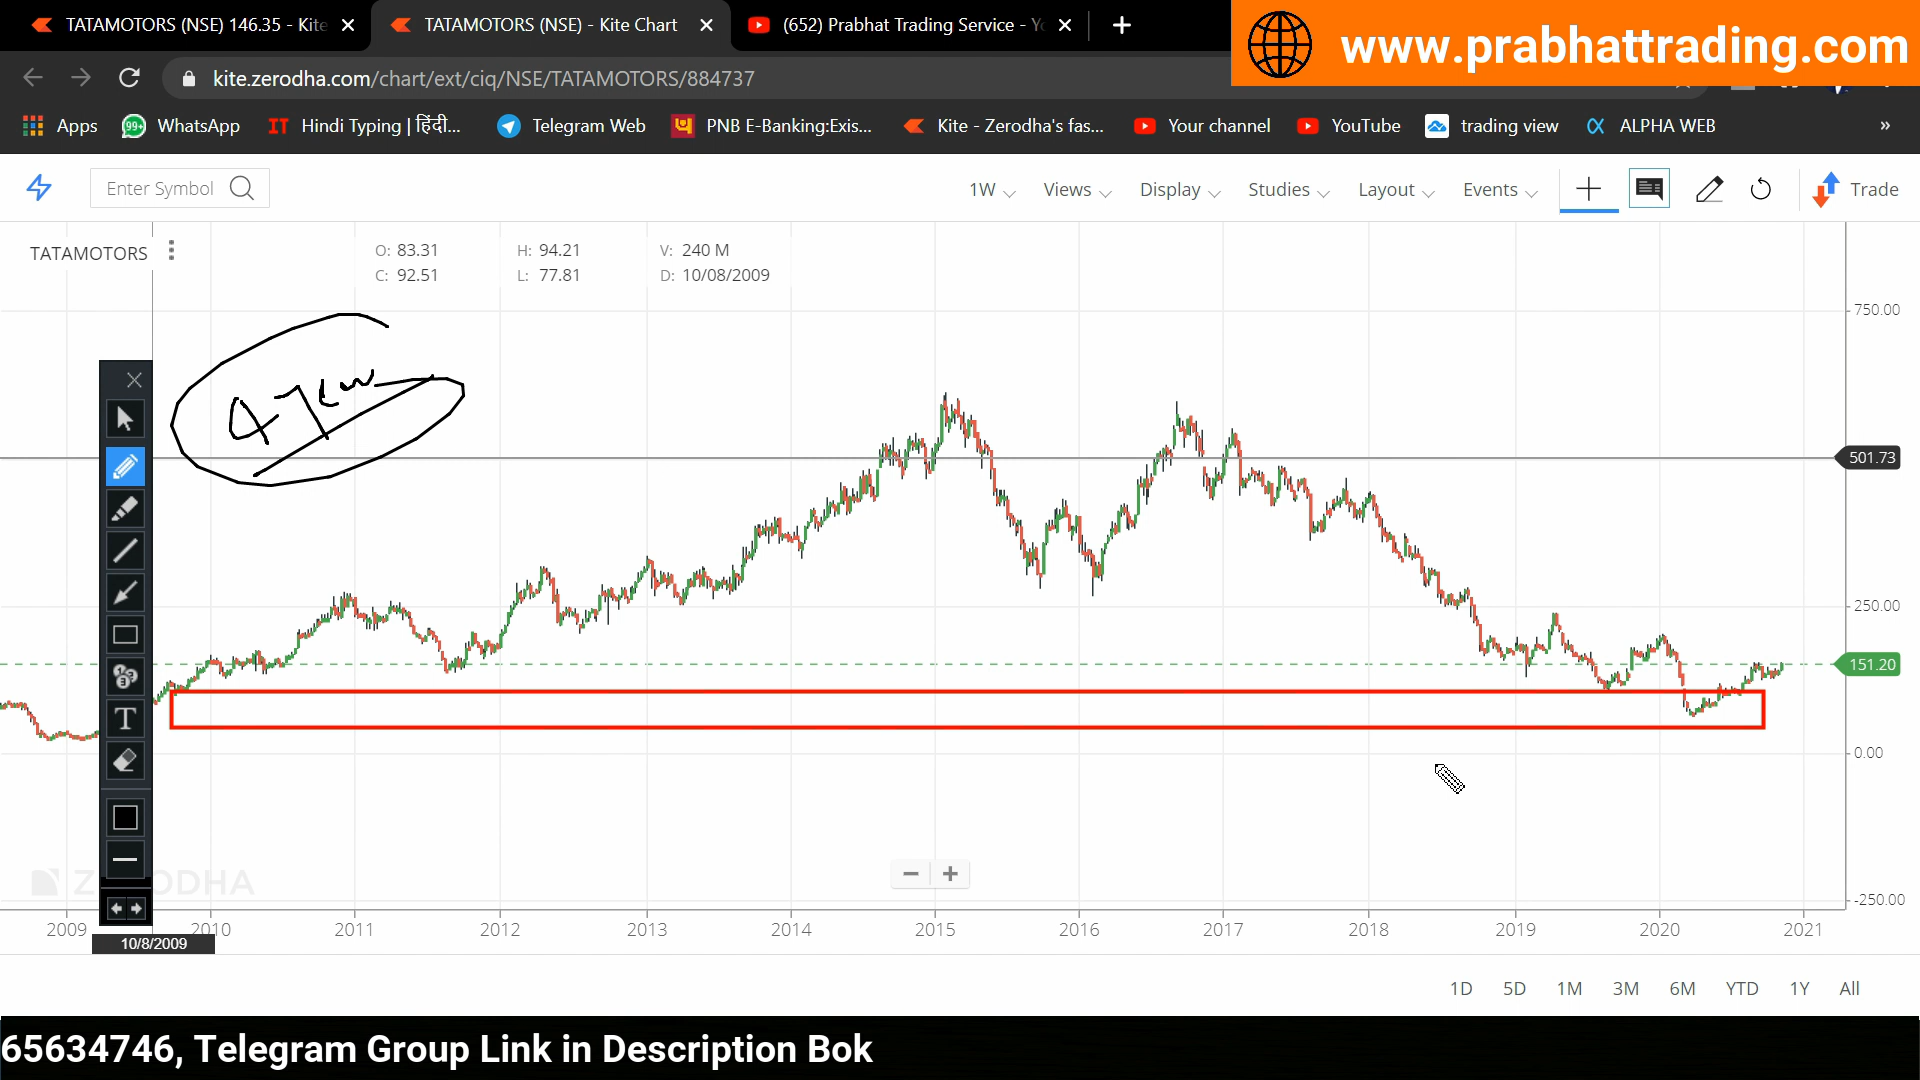 TATAMOTORS (NSE) 146.35 - Kite
TATAMOTORS (NSE) - Kite Chart
(652) Prabhat Trading Service - Y
www.prabhattrading.com
kite.zerodha.com/chart/ext/ciq/NSE/TATAMOTORS/884737
Apps
99+
WhatsApp
IT
Hindi Typing | हिंदी...
Telegram Web
PNB E-Banking:Exis...
Kite - Zerodha's fas...
Your channel
YouTube
trading view
ALPHA WEB
»
Enter Symbol
1W
Views
Display
Studies
Layout
Events
Trade
TATAMOTORS
O: 83.31
H: 94.21
V: 240 M
C: 92.51
L: 77.81
D: 10/08/2009
750.00
501.73
250.00
151.20
0.00
-250.00
T
ZERODHA
2009
2010
2011
2012
2013
2014
2015
2016
2017
2018
2019
2020
2021
10/8/2009
1D
5D
1M
3M
6M
YTD
1Y
All
65634746, Telegram Group Link in Description Bok